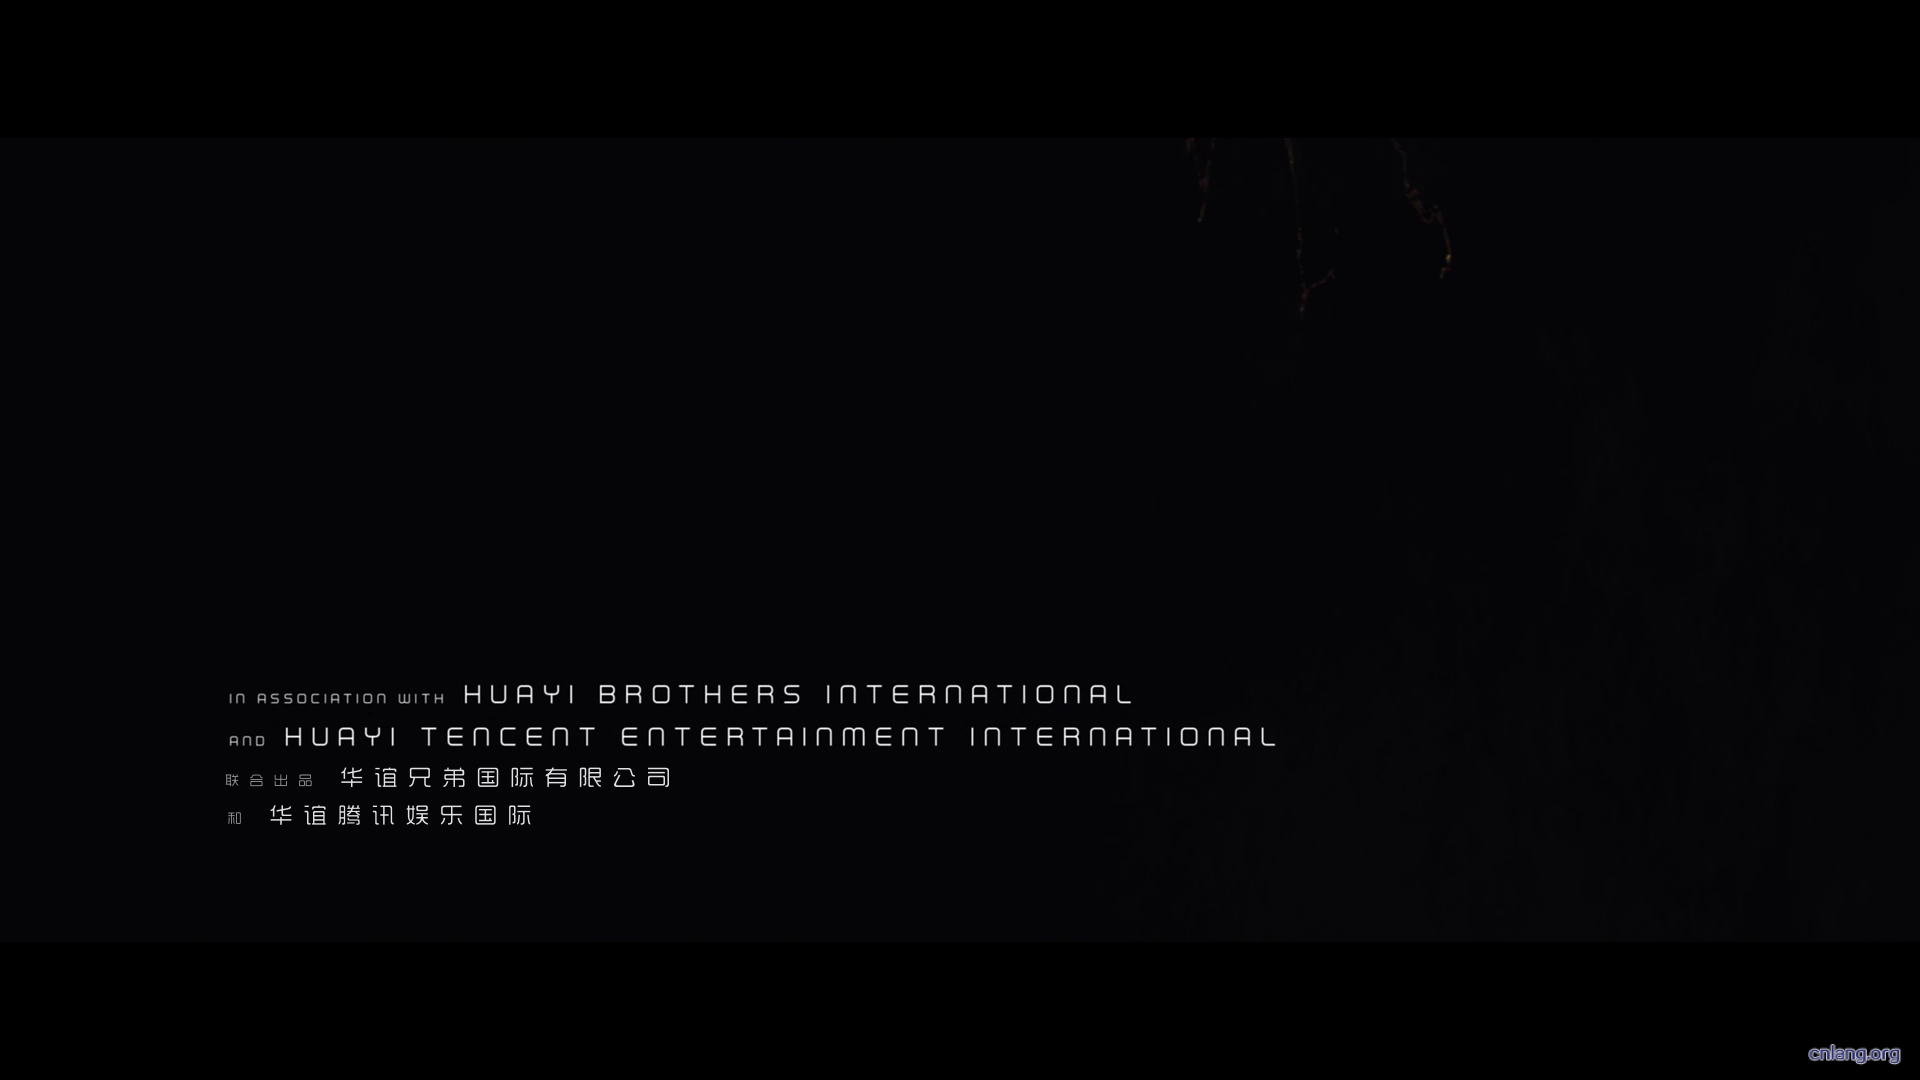 IN ASSOCIATION WITH HUAYI BROTHERS INTERNATIONAL
AND HUAYI TENCENT ENTERTAINMENT INTERNATIONAL
联合出品 华谊兄弟国际有限公司
和 华谊腾讯娱乐国际
cnlang.org